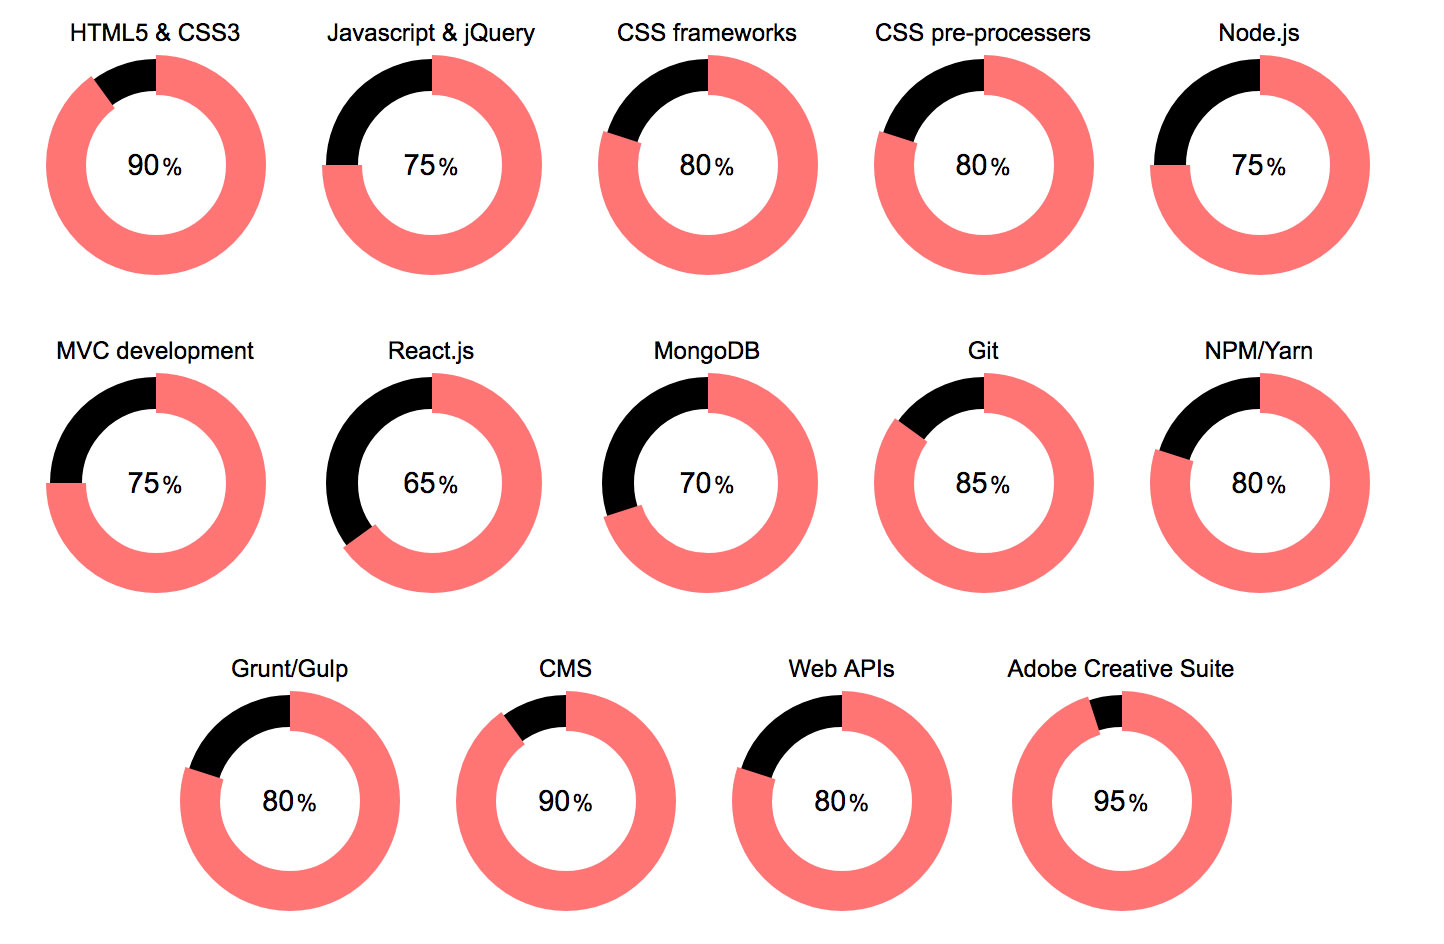 HTML5 & CSS3
Javascript & jQuery
CSS frameworks
CSS pre-processers
Node.js
90%
75%
80%
80%
75%
MVC development
React.js
MongoDB
Git
NPM/Yarn
75%
65%
70%
85%
80%
Grunt/Gulp
CMS
Web APIs
Adobe Creative Suite
80%
90%
80%
95%